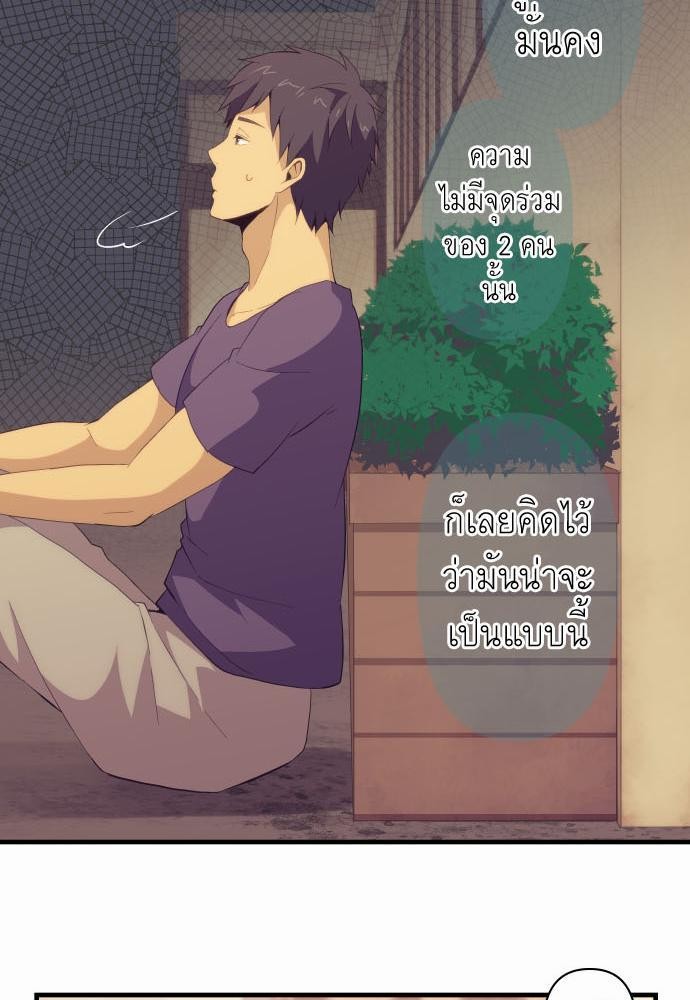 มั่นคง
ความ
ไม่มีจุดร่วม
ของ 2 คน
นั้น
ก็เลยคิดไว้
ว่ามันน่าจะ
เป็นแบบนี้